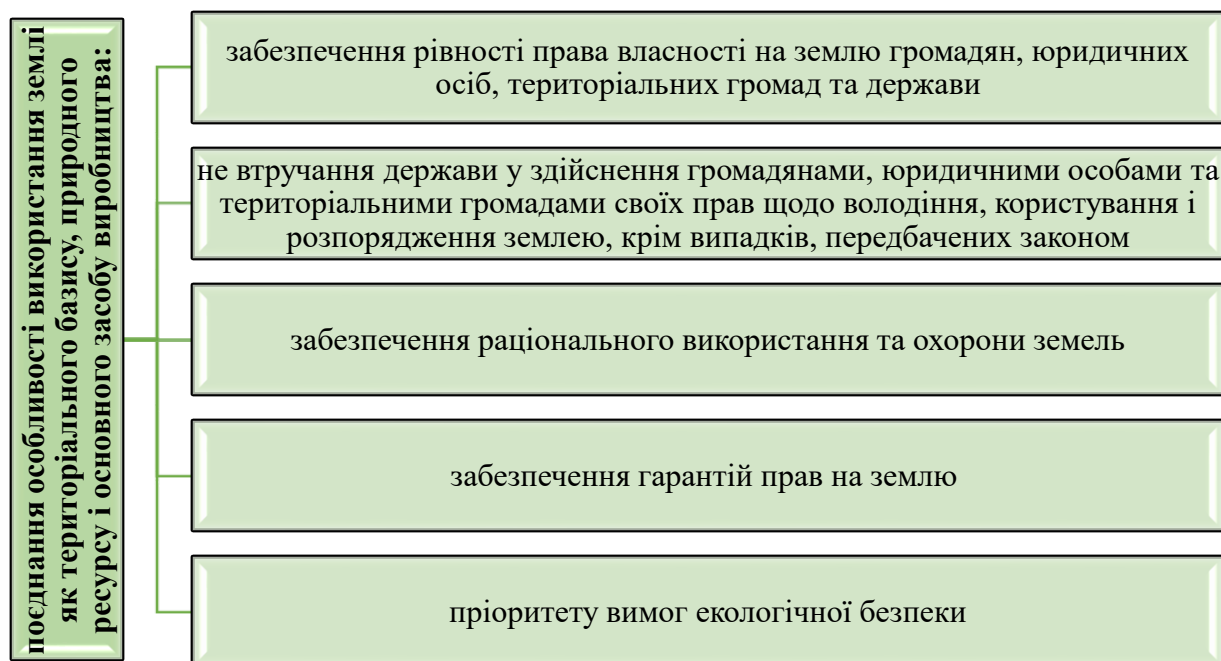 поєднання особливості використання землі
як територіального базису, природного
ресурсу і основного засобу виробництва:
забезпечення рівності права власності на землю громадян, юридичних
осіб, територіальних громад та держави
не втручання держави у здійснення громадянами, юридичними особами та
територіальними громадами своїх прав щодо володіння, користування і
розпорядження землею, крім випадків, передбачених законом
забезпечення раціонального використання та охорони земель
забезпечення гарантій прав на землю
пріоритету вимог екологічної безпеки